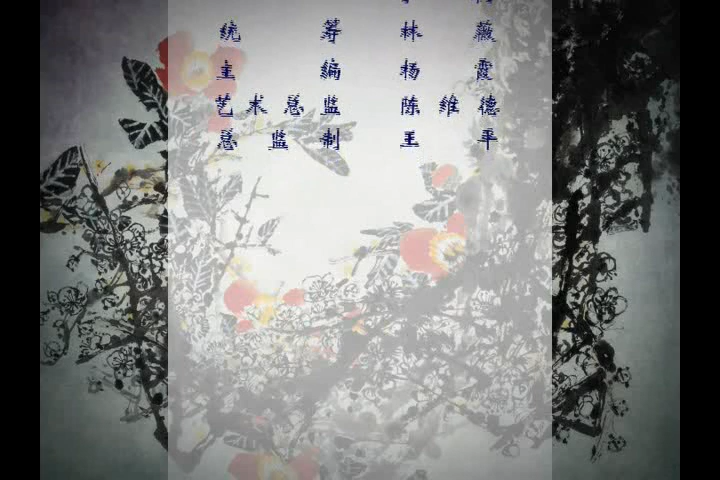 统筹 林薇
主编 杨霞
艺术总监 陈维德
总监制 王平